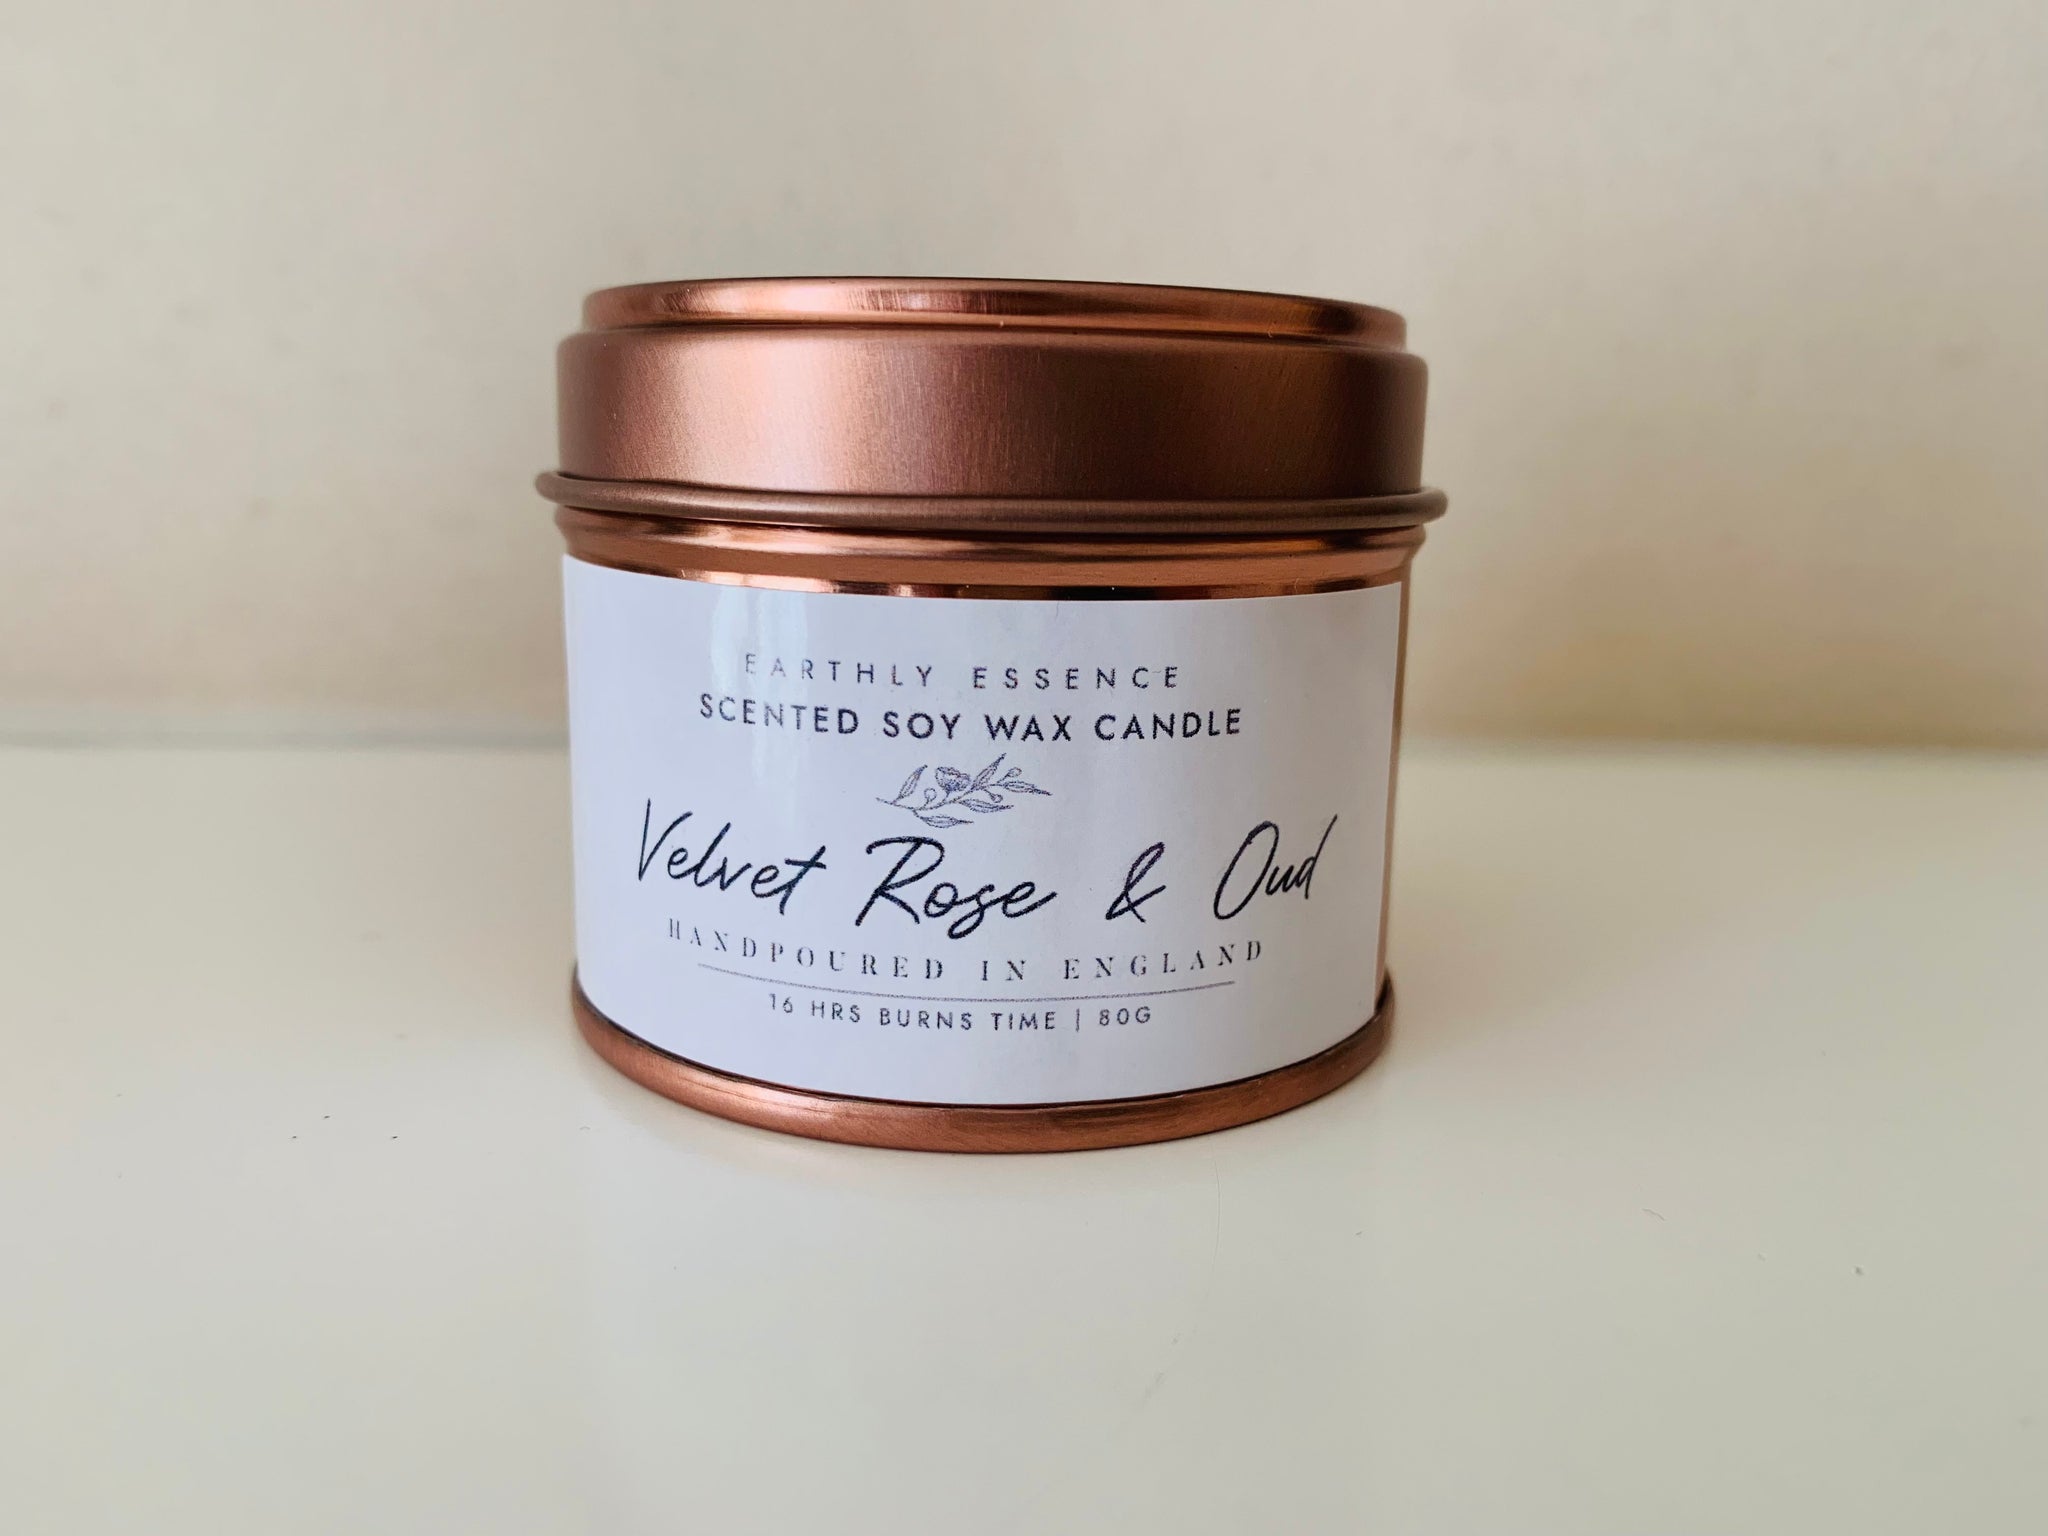 EARTHLY ESSENCE
SCENTED SOY WAX CANDLE
Velvet Rose & Oud
HANDPOURED IN ENGLAND
16 HRS BURNS TIME | 80G